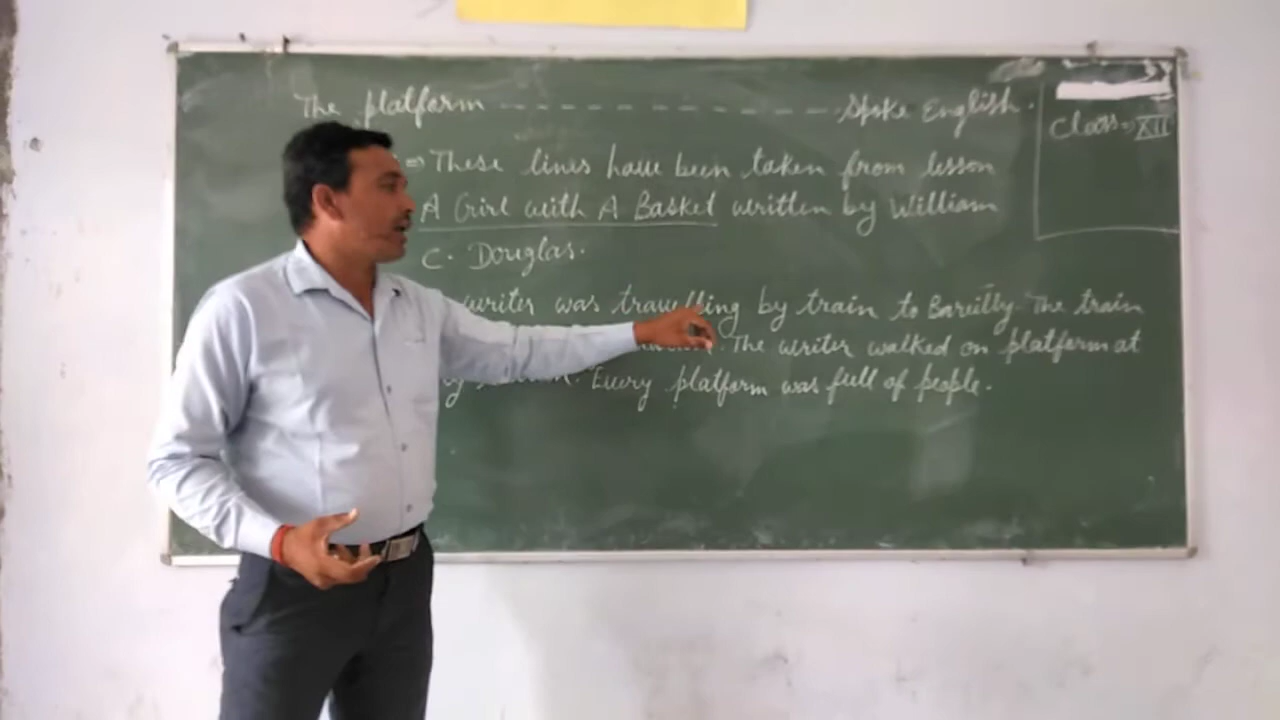 The platform - - - - - - - - - - - - - - - - Spoke English.
Class ⇒ XII
⇒ These lines have been taken from lesson
A Girl with A Basket written by William
C. Douglas.
writer was travelling by train to Bareilly. The train
The writer walked on platform at
Every platform was full of people.